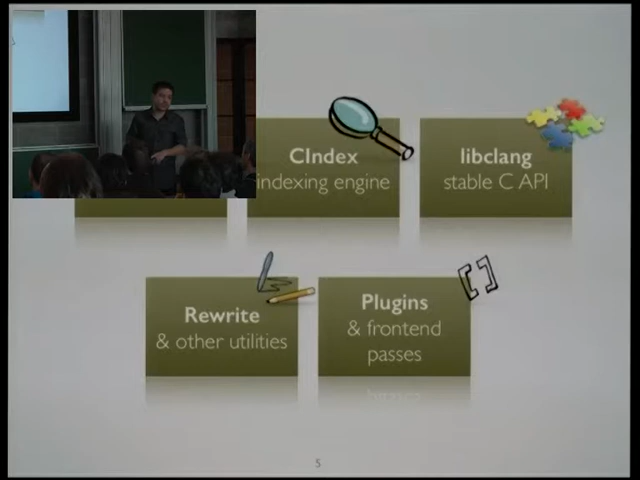 CIndex
indexing engine
libclang
stable C API
Rewrite
& other utilities
Plugins
& frontend
passes
5